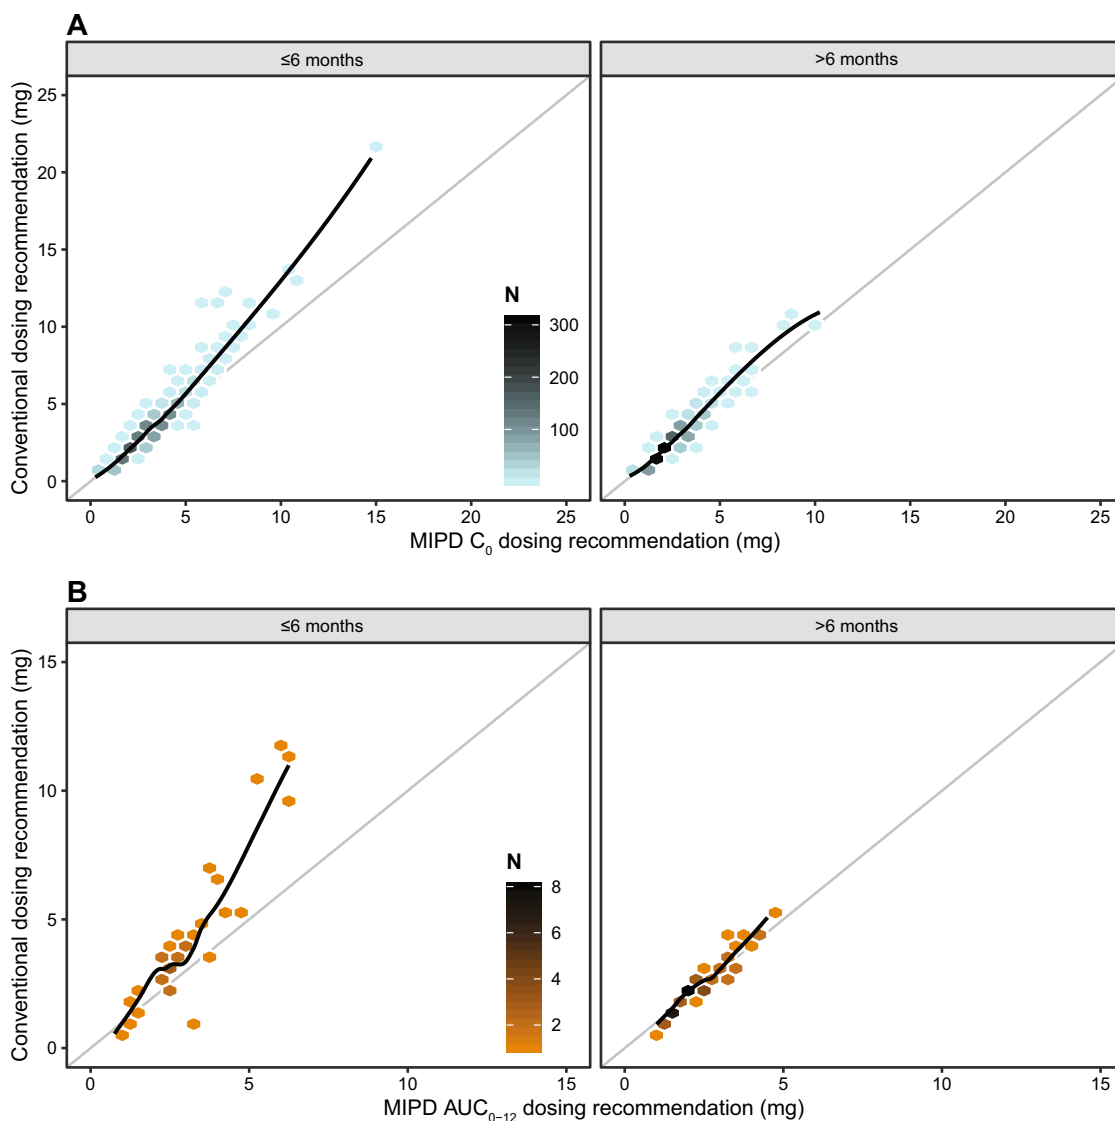 A
≤6 months
>6 months
Conventional dosing recommendation (mg)
25
20
15
10
5
0
N
300
200
100
0 5 10 15 20 25
0 5 10 15 20 25
MIPD C₀ dosing recommendation (mg)
B
≤6 months
>6 months
Conventional dosing recommendation (mg)
15
10
5
0
N
8
6
4
2
0 5 10 15
0 5 10 15
MIPD AUC₀₋₁₂ dosing recommendation (mg)